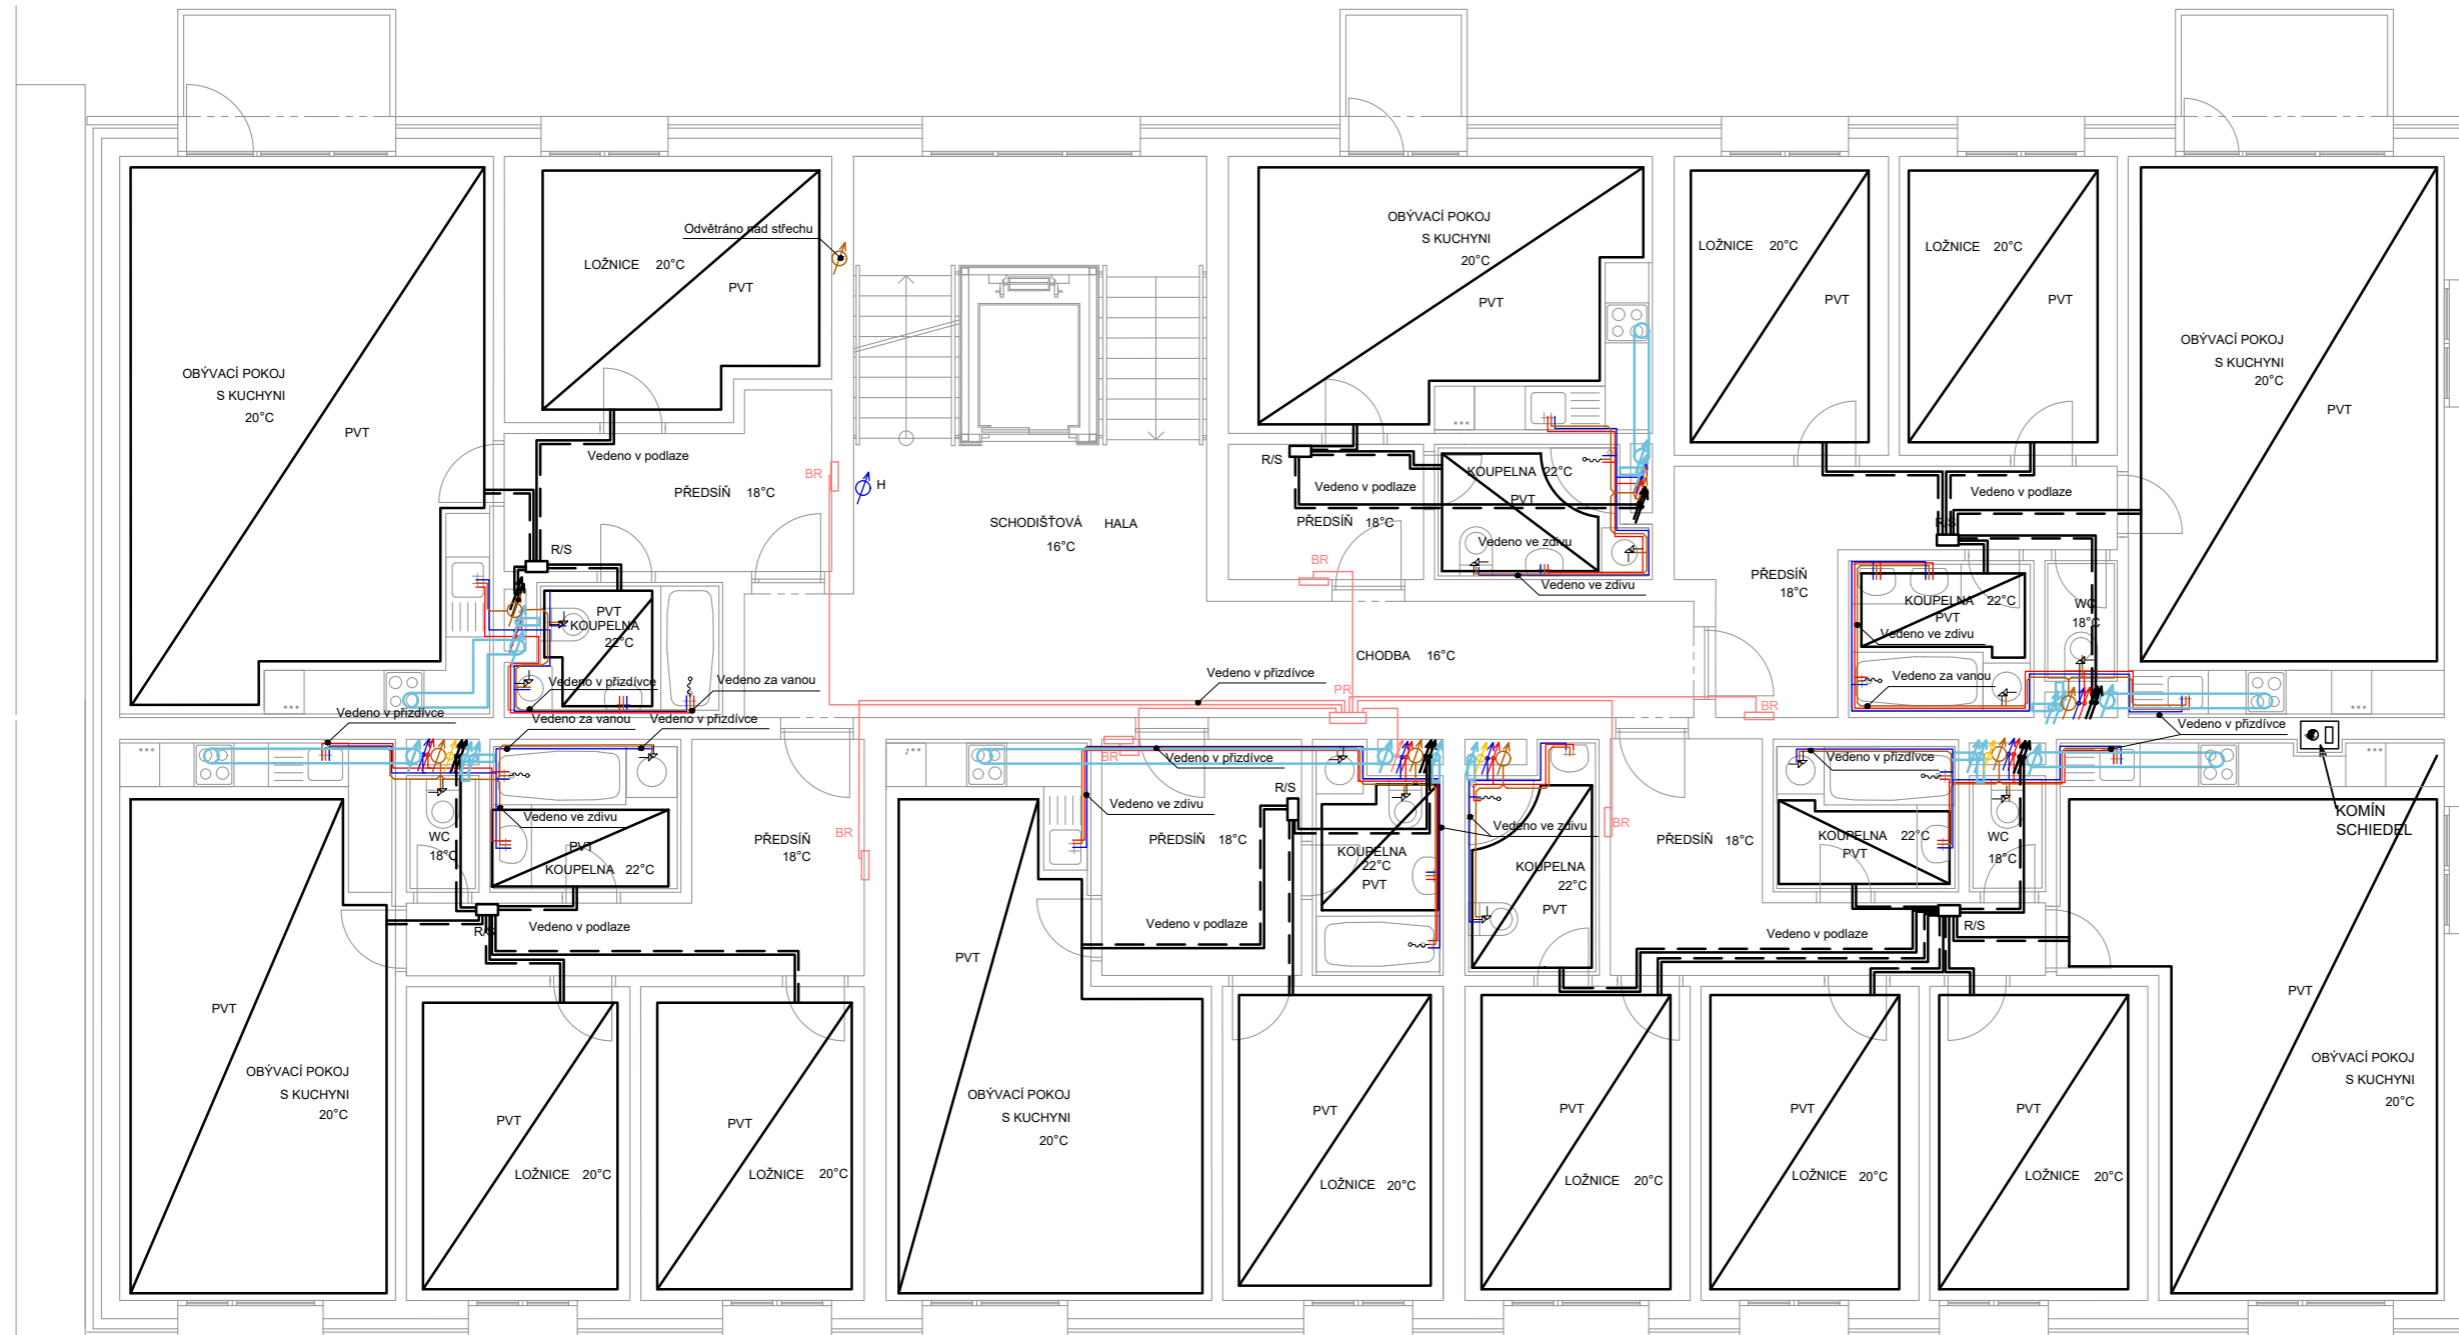 Odvětráno nad střechu
LOŽNICE 20°C
PVT
OBÝVACÍ POKOJ
S KUCHYNI
20°C
PVT
Vedeno v podlaze
PŘEDSÍŇ 18°C
BR
H
R/S
PVT
KOUPELNA
22°C
Vedeno v přizdívce
Vedeno za vanou
SCHODIŠŤOVÁ HALA
16°C
OBÝVACÍ POKOJ
S KUCHYNI
20°C
PVT
R/S
KOUPELNA 22°C
PVT
Vedeno v podlaze
PŘEDSÍŇ 18°C
Vedeno ve zdivu
Vedeno ve zdivu
BR
CHODBA 16°C
Vedeno v přizdívce
PR
BR
LOŽNICE 20°C
PVT
LOŽNICE 20°C
PVT
OBÝVACÍ POKOJ
S KUCHYNI
20°C
PVT
Vedeno v podlaze
R/S
PŘEDSÍŇ
18°C
KOUPELNA 22°C
PVT
Vedeno ve zdivu
WC
18°C
Vedeno za vanou
Vedeno v přizdívce
Vedeno v přizdívce
Vedeno za vanou
Vedeno v přizdívce
Vedeno ve zdivu
WC
18°C
PVT
KOUPELNA 22°C
PŘEDSÍŇ
18°C
BR
R/S
Vedeno v podlaze
PVT
OBÝVACÍ POKOJ
S KUCHYNI
20°C
PVT
LOŽNICE 20°C
PVT
LOŽNICE 20°C
BR
Vedeno v přizdívce
Vedeno ve zdivu
R/S
PŘEDSÍŇ 18°C
KOUPELNA
22°C
PVT
Vedeno v podlaze
PVT
OBÝVACÍ POKOJ
S KUCHYNI
20°C
PVT
LOŽNICE 20°C
Vedeno ve zdivu
KOUPELNA
22°C
PVT
BR
PŘEDSÍŇ 18°C
Vedeno v přizdívce
KOUPELNA 22°C
PVT
WC
18°C
R/S
Vedeno v podlaze
KOMÍN
SCHIEDEL
PVT
LOŽNICE 20°C
PVT
LOŽNICE 20°C
PVT
LOŽNICE 20°C
PVT
OBÝVACÍ POKOJ
S KUCHYNI
20°C